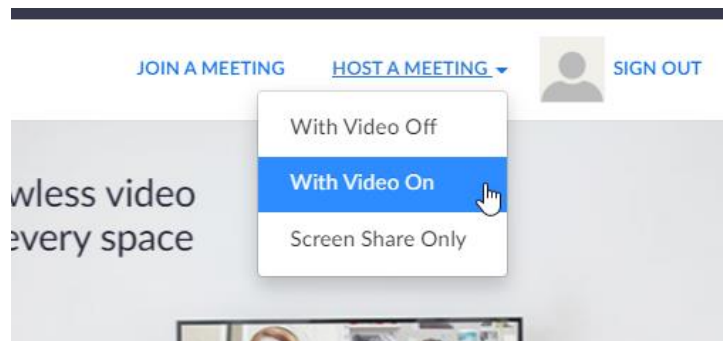 JOIN A MEETING HOST A MEETING SIGN OUT
With Video Off
With Video On
Screen Share Only
wless video
every space